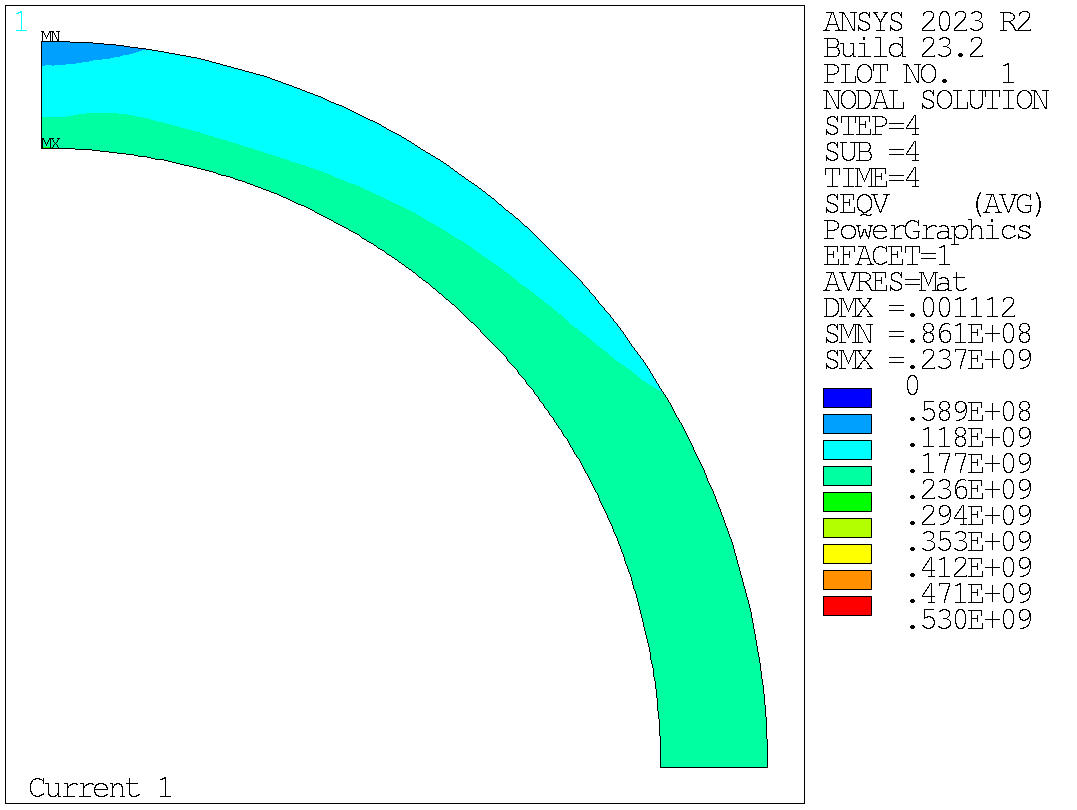 1
MN
MX
Current 1
ANSYS 2023 R2
Build 23.2
PLOT NO.   1
NODAL SOLUTION
STEP=4
SUB =4
TIME=4
SEQV     (AVG)
PowerGraphics
EFACET=1
AVRES=Mat
DMX =.001112
SMN =.861E+08
SMX =.237E+09
0
.589E+08
.118E+09
.177E+09
.236E+09
.294E+09
.353E+09
.412E+09
.471E+09
.530E+09